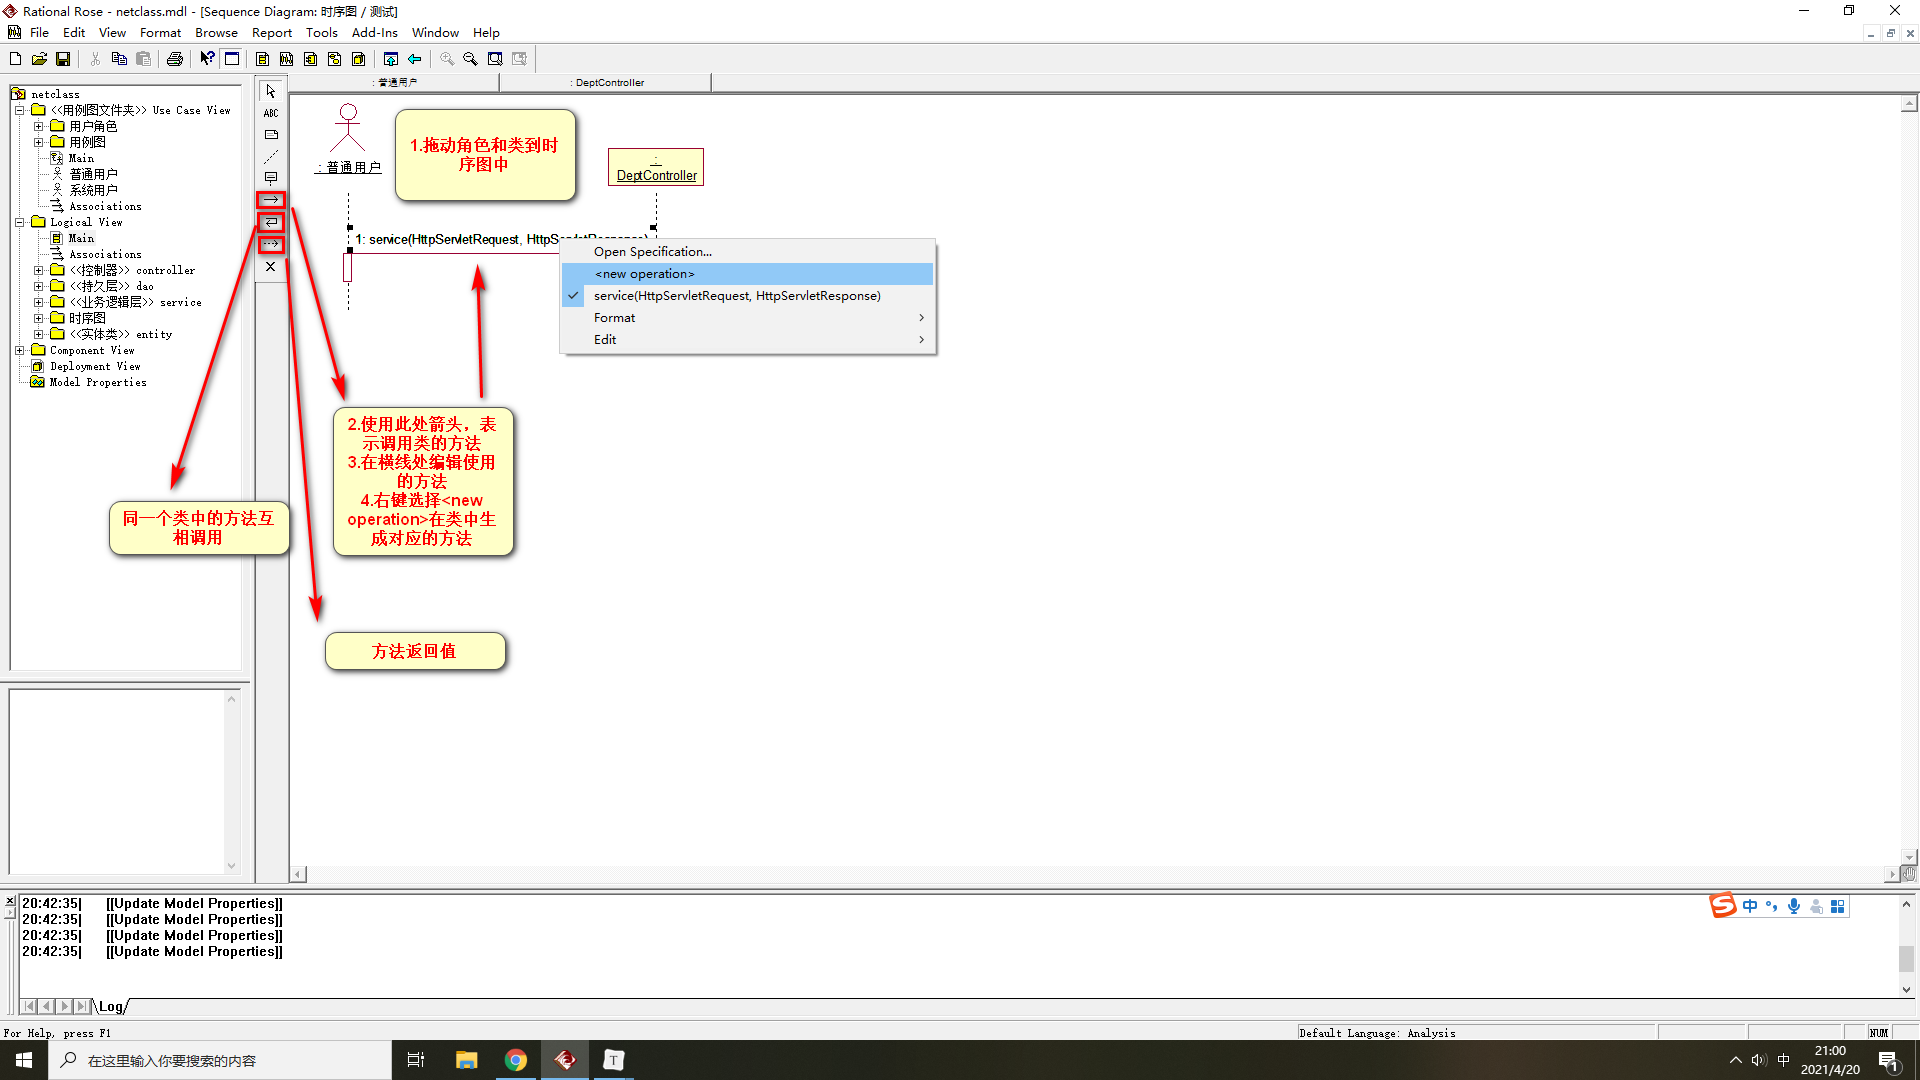 Rational Rose - netclass.mdl - [Sequence Diagram: 时序图 / 测试]
File Edit View Format Browse Report Tools Add-Ins Window Help
: 普通用户
: DeptController
netclass
<<用例图文件夹>> Use Case View
用户角色
用例图
Main
普通用户
系统用户
Associations
Logical View
Main
Associations
<<控制器>> controller
<<持久层>> dao
<<业务逻辑层>> service
时序图
<<实体类>> entity
Component View
Deployment View
Model Properties
ABC
: 普通用户
1.拖动角色和类到时
序图中
:
DeptController
1: service(HttpServletRequest, HttpServletResponse)
Open Specification...
<new operation>
service(HttpServletRequest, HttpServletResponse)
Format
Edit
2.使用此处箭头，表
示调用类的方法
3.在横线处编辑使用
的方法
4.右键选择<new
operation>在类中生
成对应的方法
同一个类中的方法互
相调用
方法返回值
20:42:35| [[Update Model Properties]]
20:42:35| [[Update Model Properties]]
20:42:35| [[Update Model Properties]]
20:42:35| [[Update Model Properties]]
中
Log
For Help, press F1
Default Language: Analysis
NUM
在这里输入你要搜索的内容
T
中
21:00
2021/4/20
1